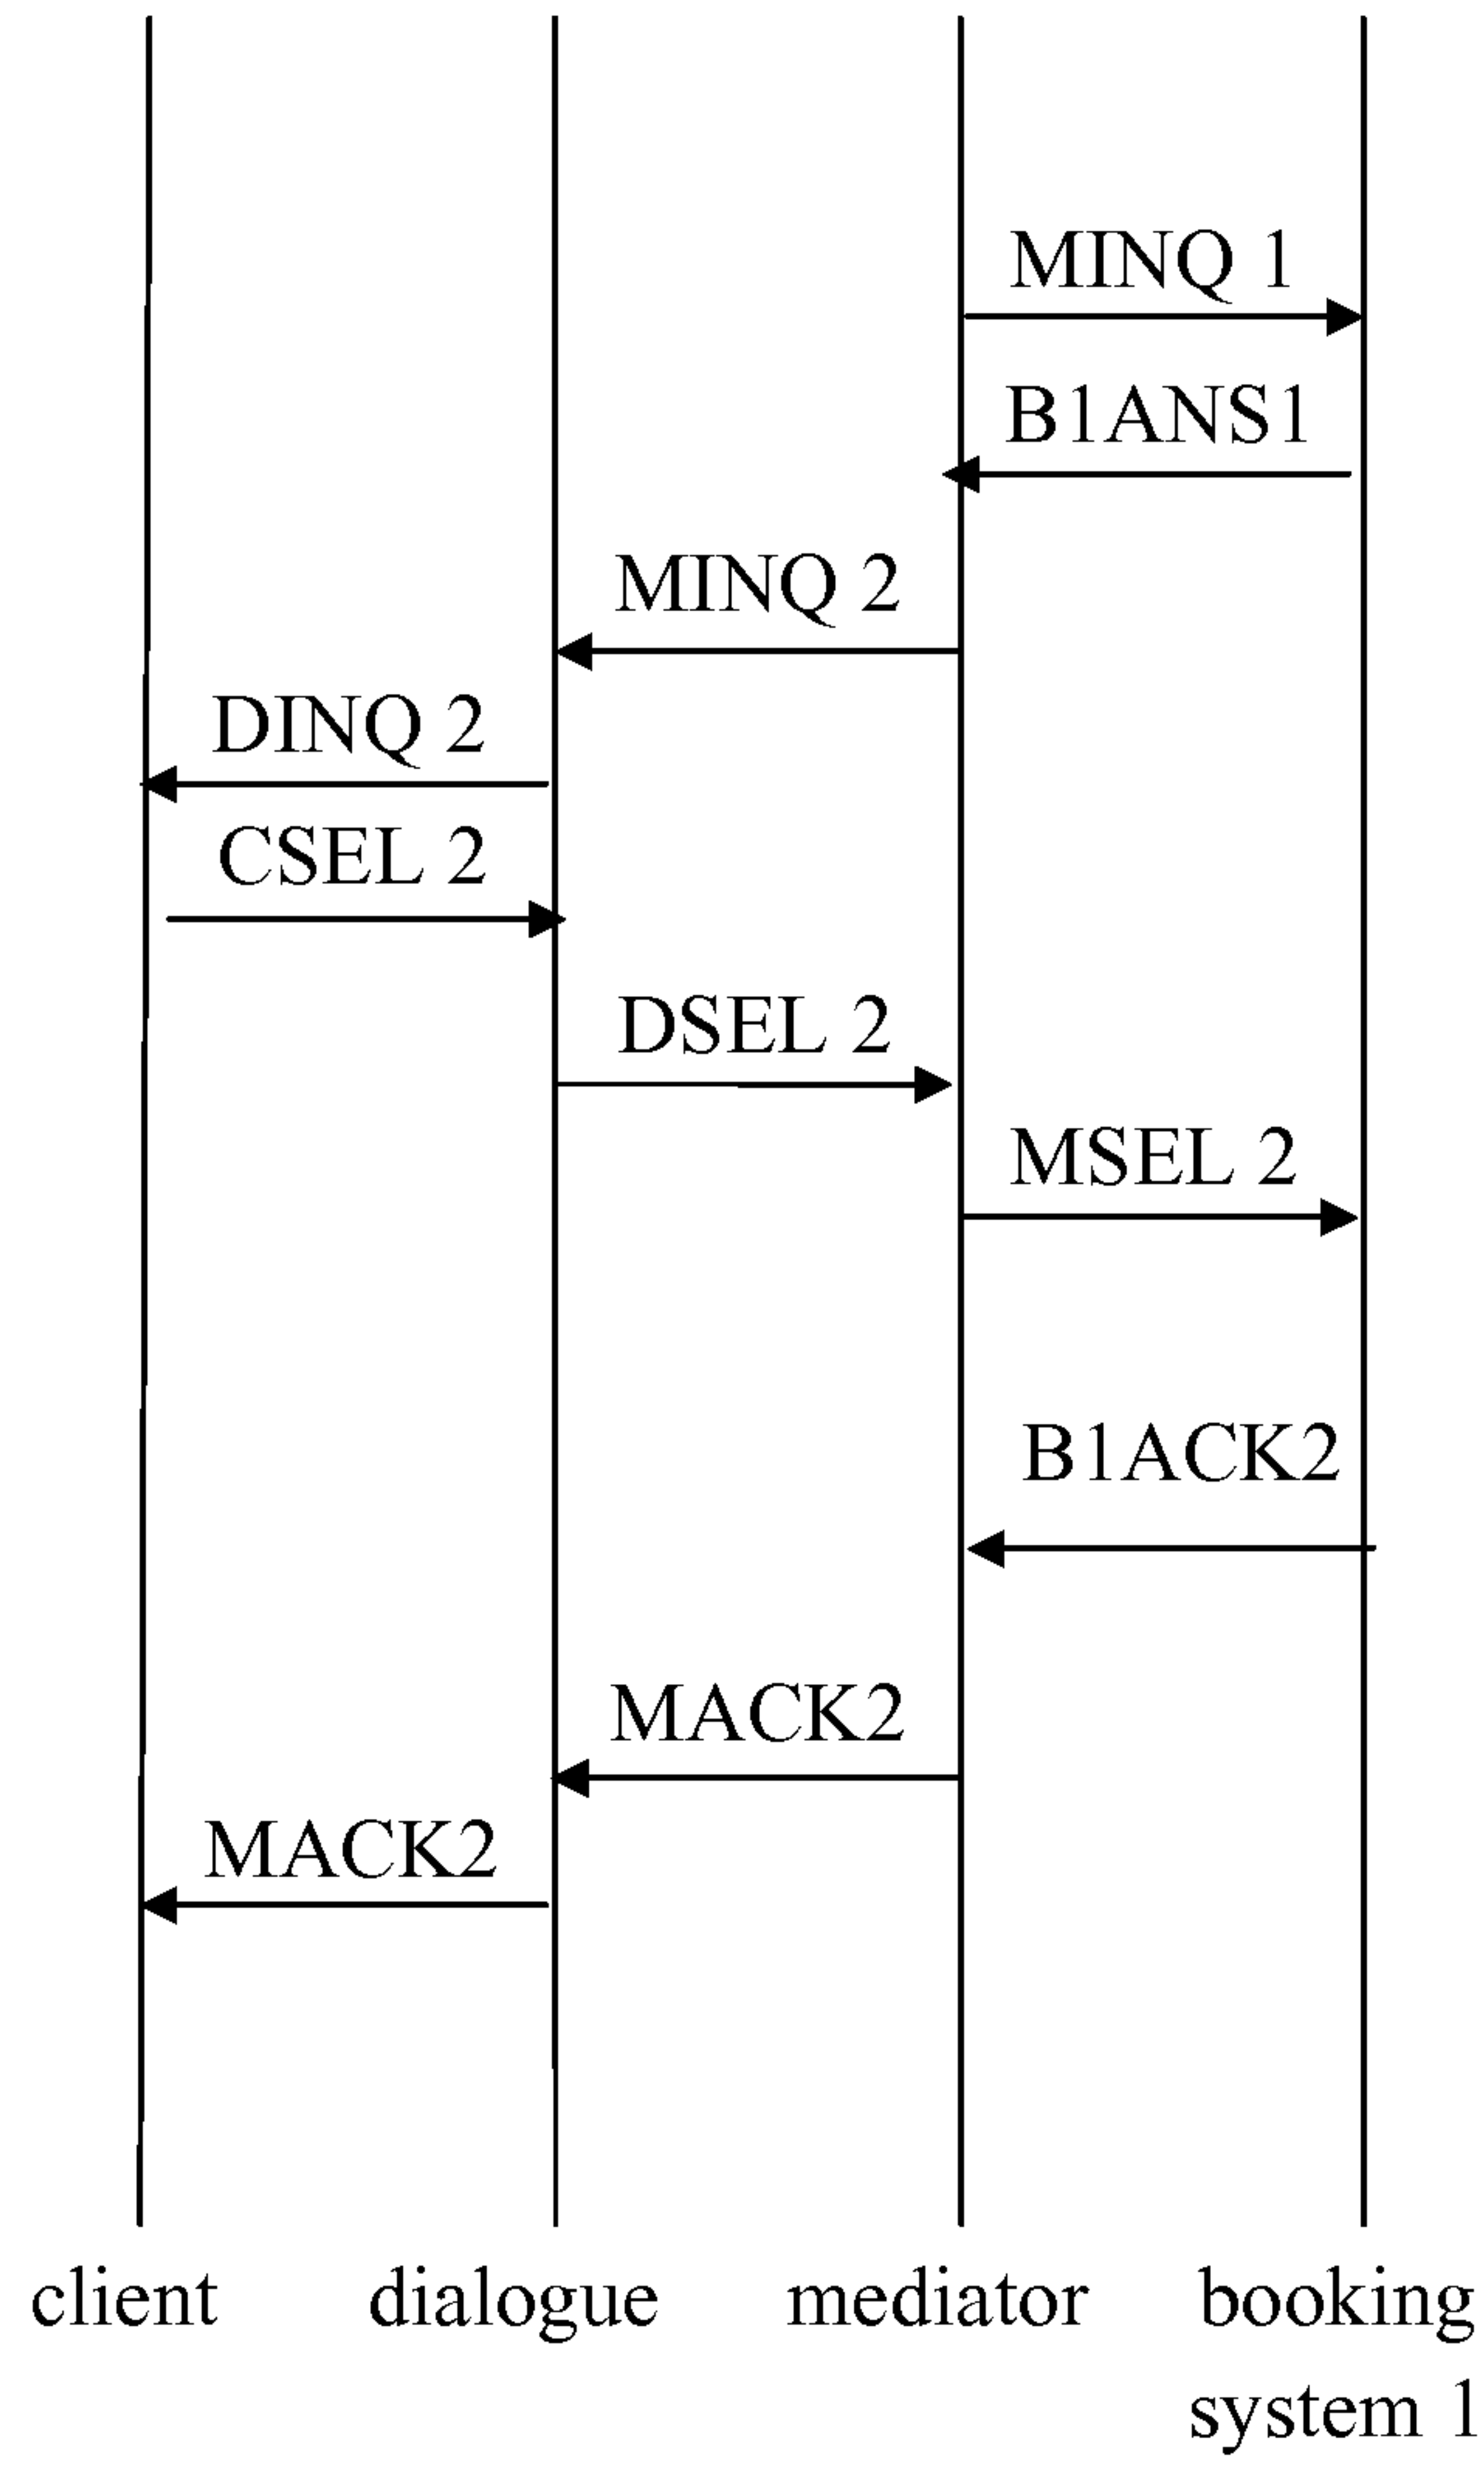 MINQ 1
B1ANS1
MINQ 2
DINQ 2
CSEL 2
DSEL 2
MSEL 2
B1ACK2
MACK2
MACK2
client dialogue mediator booking
system 1